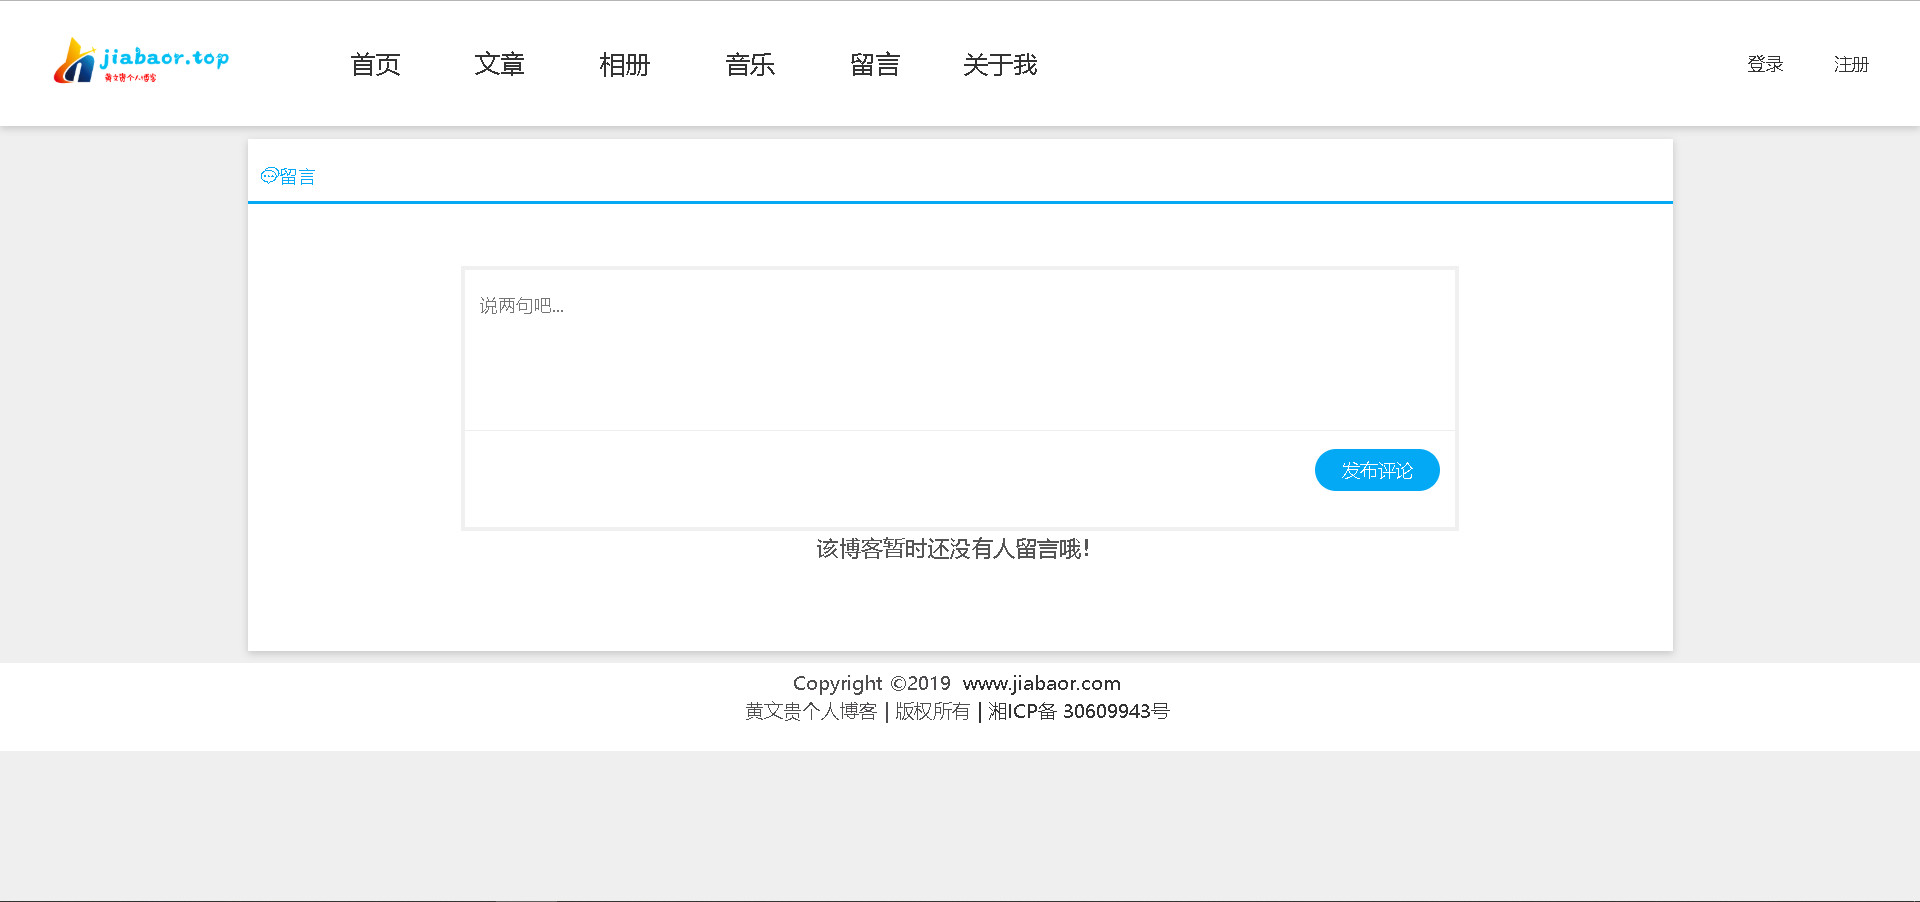 jiabaor.top
黄文贵个人博客
首页 文章 相册 音乐 留言 关于我
登录 注册
留言
说两句吧...
发布评论
该博客暂时还没有人留言哦!
Copyright ©2019 www.jiabaor.com
黄文贵个人博客 | 版权所有 | 湘ICP备 30609943号